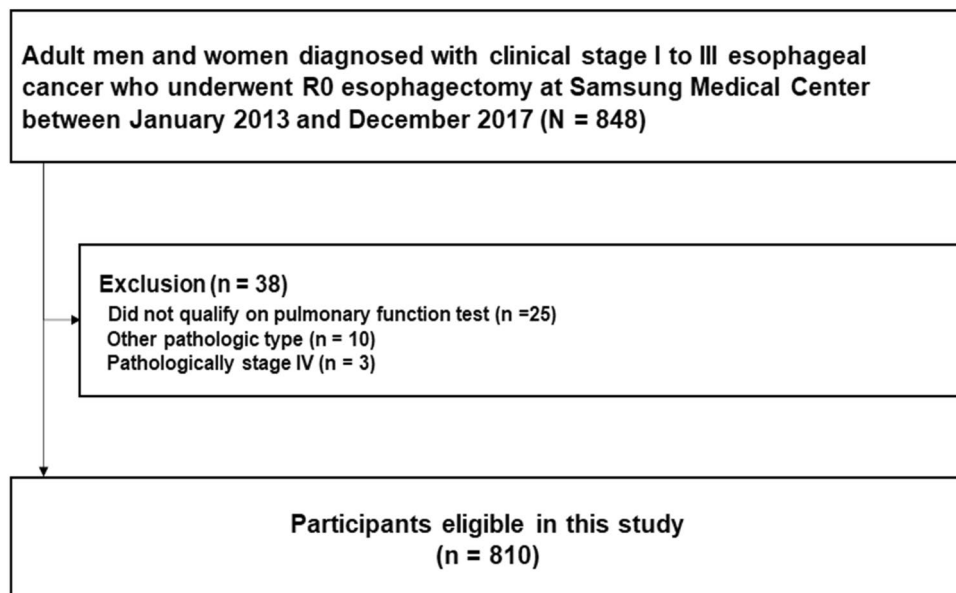 Adult men and women diagnosed with clinical stage I to III esophageal
cancer who underwent R0 esophagectomy at Samsung Medical Center
between January 2013 and December 2017 (N = 848)
Exclusion (n = 38)
Did not qualify on pulmonary function test (n =25)
Other pathologic type (n = 10)
Pathologically stage IV (n = 3)
Participants eligible in this study
(n = 810)